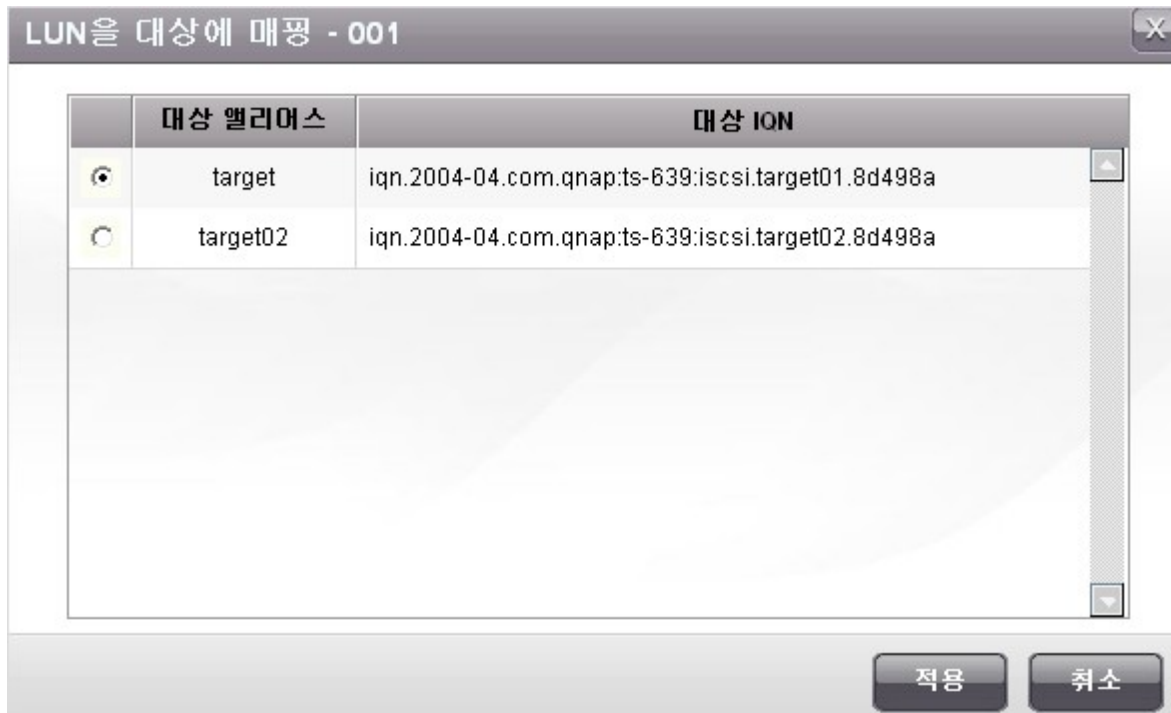 LUN을 대상에 매핑 - 001
대상 앨리어스 대상 IQN
target iqn.2004-04.com.qnap:ts-639:iscsi.target01.8d498a
target02 iqn.2004-04.com.qnap:ts-639:iscsi.target02.8d498a
적용 취소